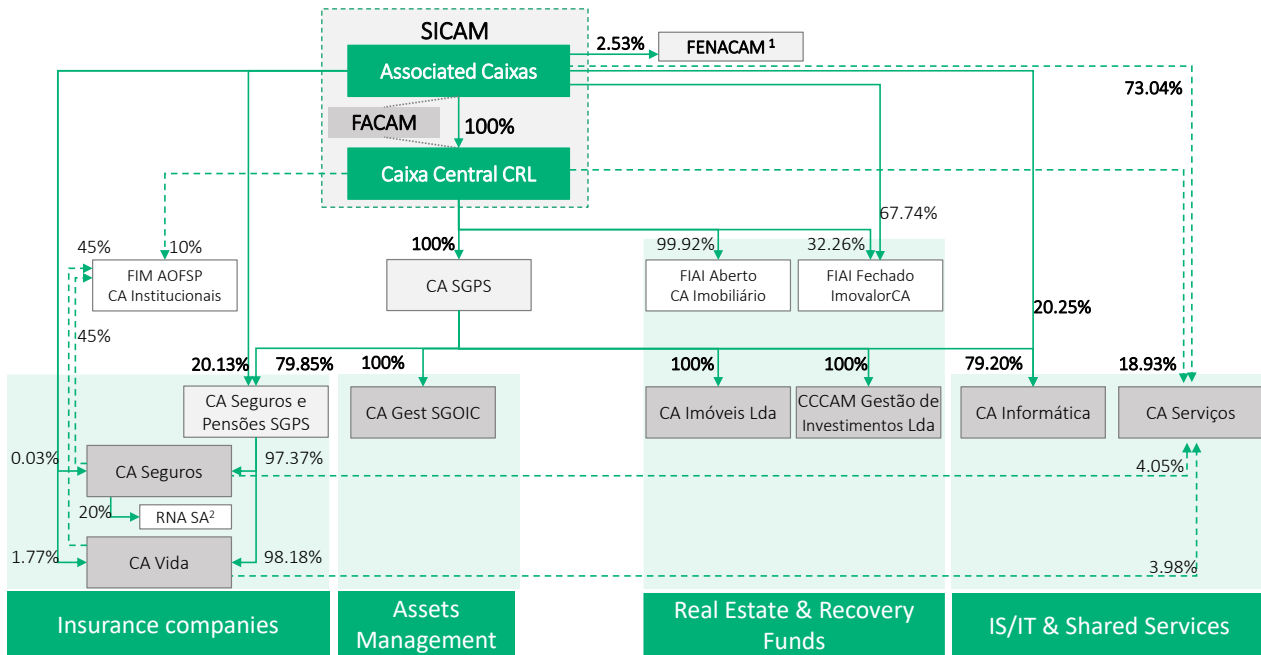 SICAM
2.53%
FENACAM 1
Associated Caixas
73.04%
FACAM
100%
Caixa Central CRL
67.74%
45%
10%
100%
99.92%
32.26%
FIM AOFSP
CA Institucionais
CA SGPS
FIAI Aberto
CA Imobiliário
FIAI Fechado
ImovalorCA
20.25%
45%
20.13%
79.85%
100%
100%
100%
79.20%
18.93%
CA Seguros e
Pensões SGPS
CA Gest SGOIC
CA Imóveis Lda
CCCAM Gestão de
Investimentos Lda
CA Informática
CA Serviços
0.03%
CA Seguros
97.37%
4.05%
20%
RNA SA2
1.77%
CA Vida
98.18%
3.98%
Insurance companies
Assets
Management
Real Estate & Recovery
Funds
IS/IT & Shared Services